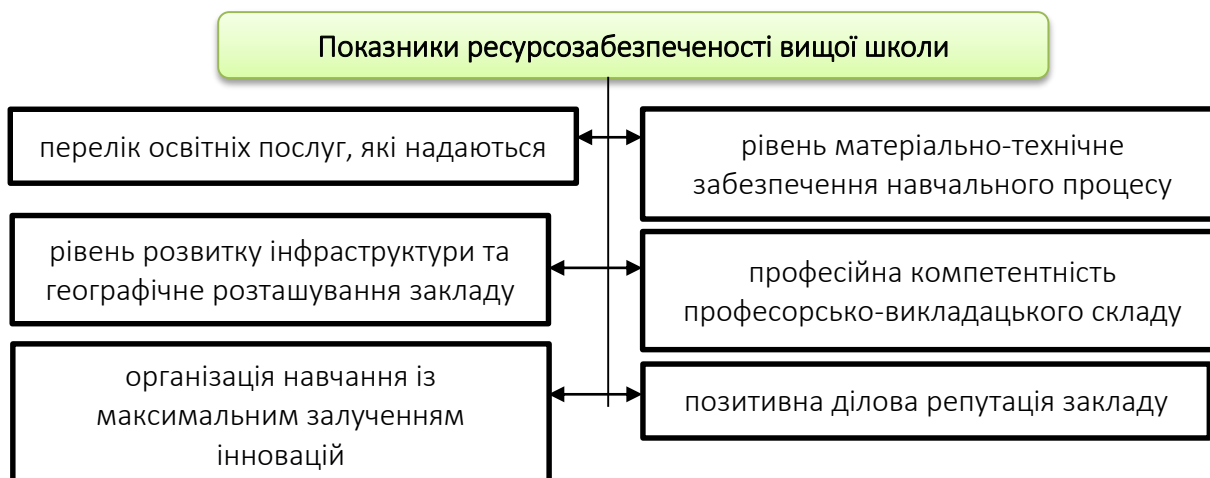 Показники ресурсозабезпеченості вищої школи
перелік освітніх послуг, які надаються
рівень матеріально-технічне
забезпечення навчального процесу
рівень розвитку інфраструктури та
географічне розташування закладу
професійна компетентність
професорсько-викладацького складу
організація навчання із
максимальним залученням
інновацій
позитивна ділова репутація закладу